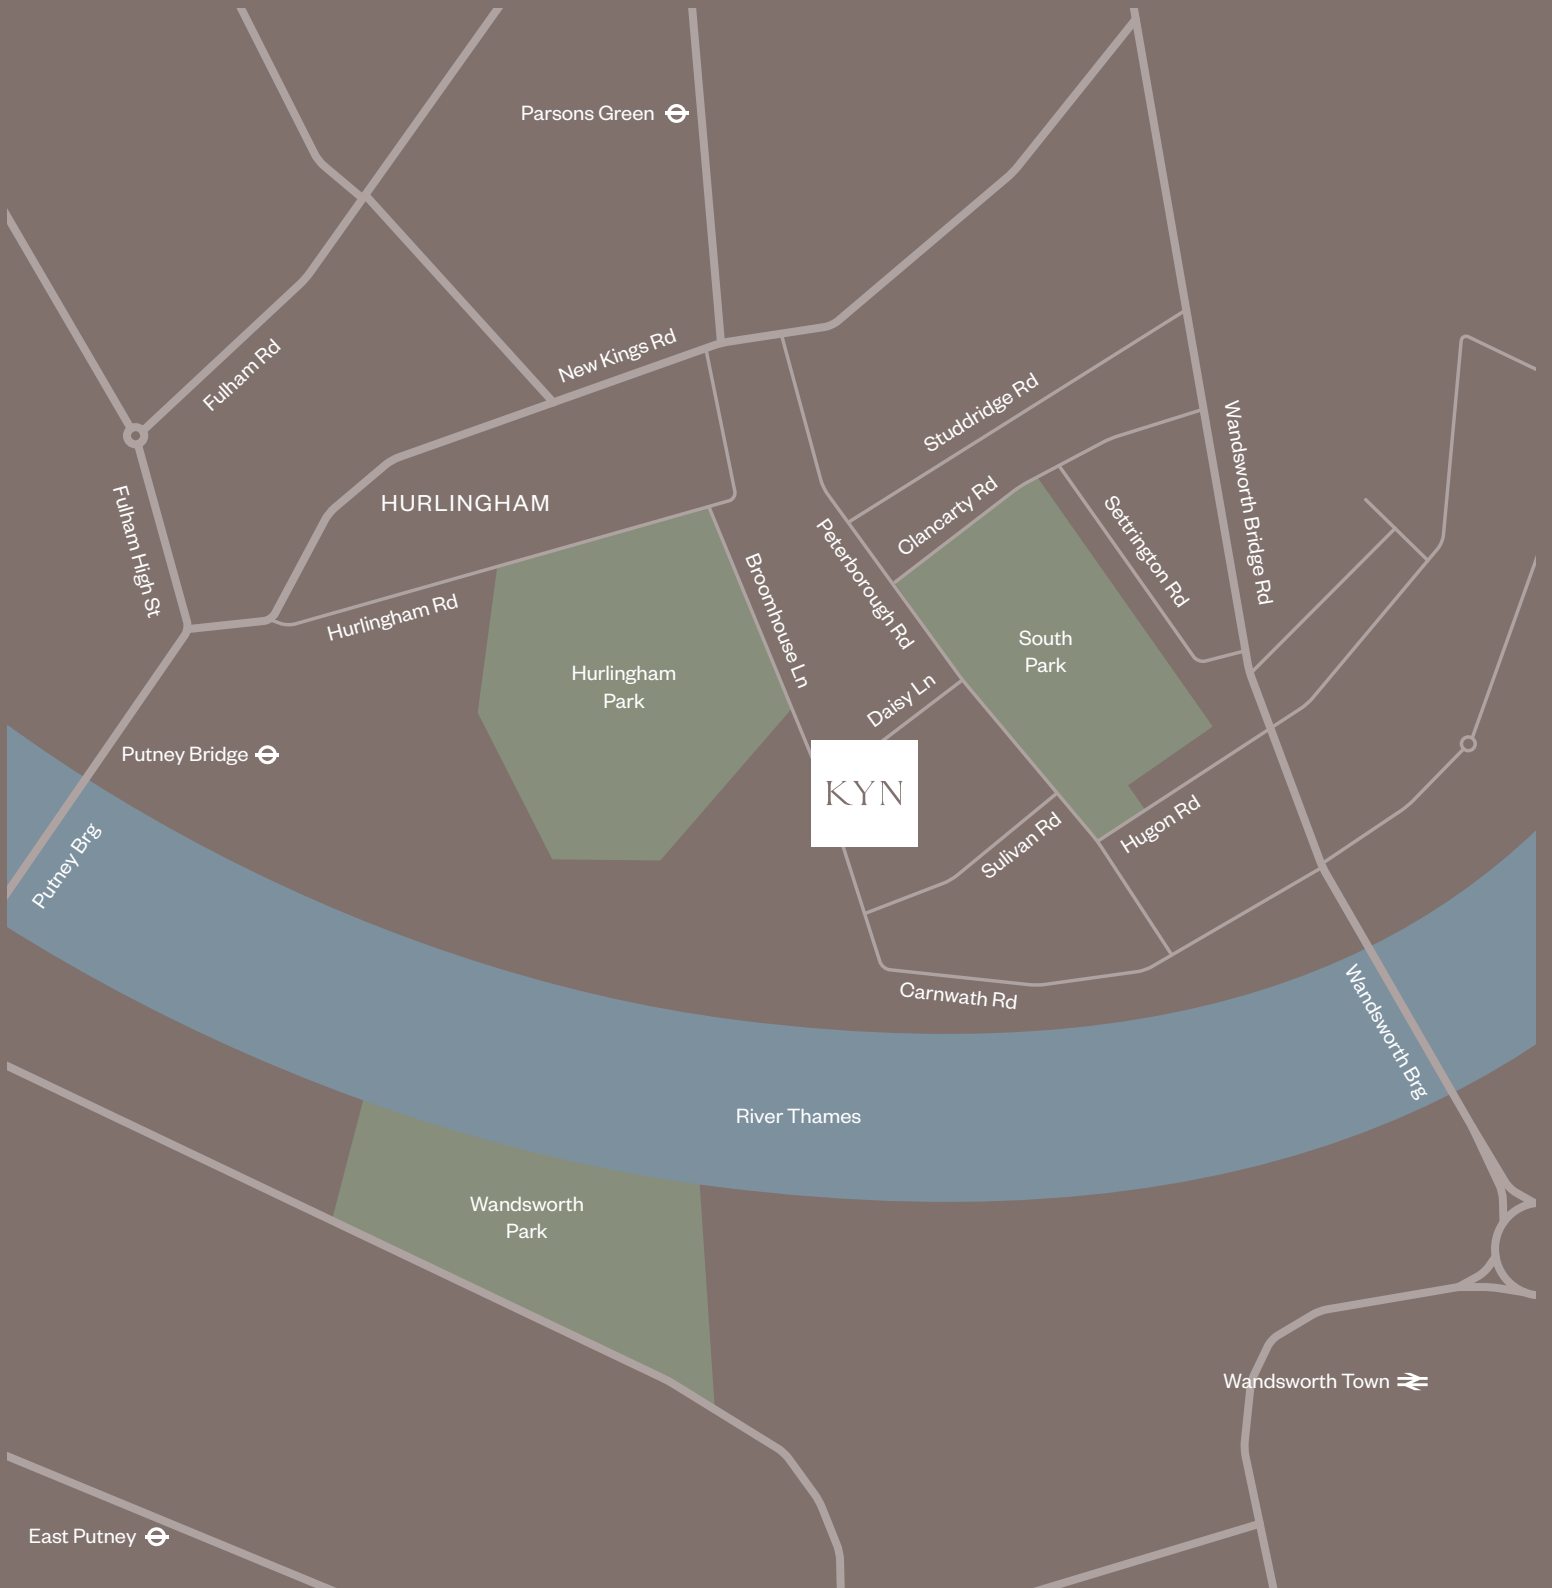 Parsons Green
New Kings Rd
Fulham Rd
Studdridge Rd
Wandsworth Bridge Rd
HURLINGHAM
Clancarty Rd
Settrington Rd
Fulham High St
Peterborough Rd
Broomhouse Ln
Hurlingham Rd
South
Park
Hurlingham
Park
Daisy Ln
Putney Bridge
KYN
Hugon Rd
Sulivan Rd
Putney Brg
Carnwath Rd
Wandsworth Brg
River Thames
Wandsworth
Park
Wandsworth Town
East Putney